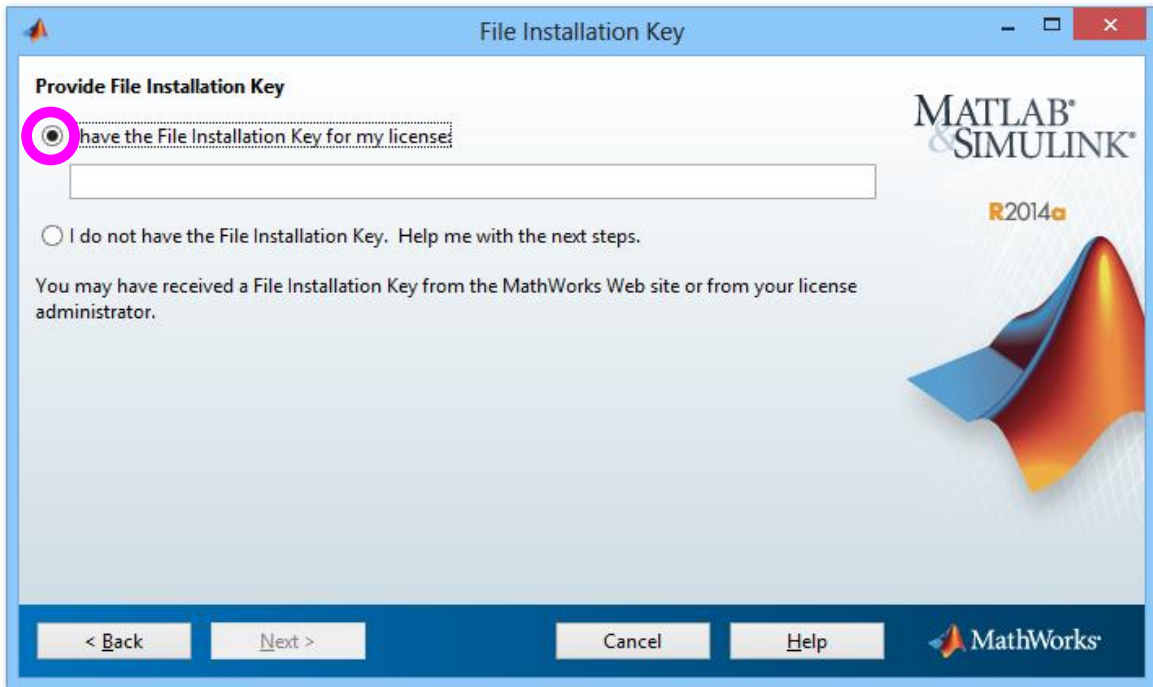 File Installation Key
Provide File Installation Key
have the File Installation Key for my license:
I do not have the File Installation Key. Help me with the next steps.
You may have received a File Installation Key from the MathWorks Web site or from your license
administrator.
MATLAB®
&SIMULINK®
R2014a
< Back
Next >
Cancel
Help
MathWorks®